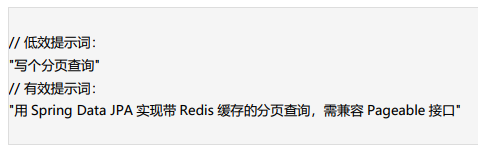 // 低效提示词：
"写个分页查询"
// 有效提示词：
"用 Spring Data JPA 实现带 Redis 缓存的分页查询，需兼容 Pageable 接口"